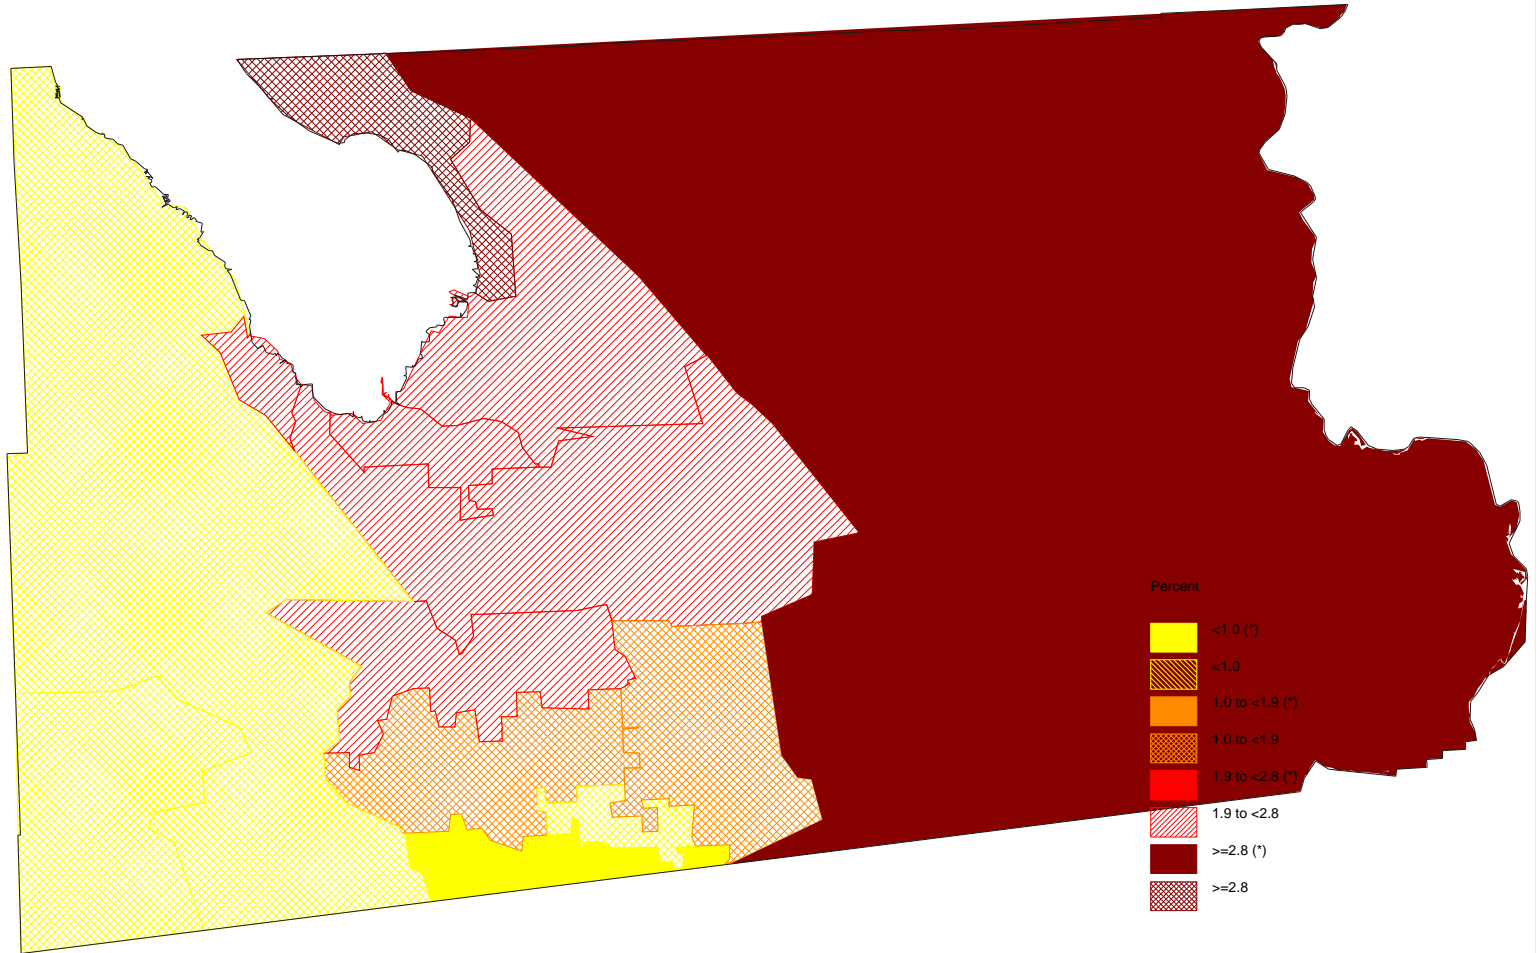 Percent
<1.0 (*)
<1.0
1.0 to <1.9 (*)
1.0 to <1.9
1.9 to <2.8 (*)
1.9 to <2.8
>=2.8 (*)
>=2.8